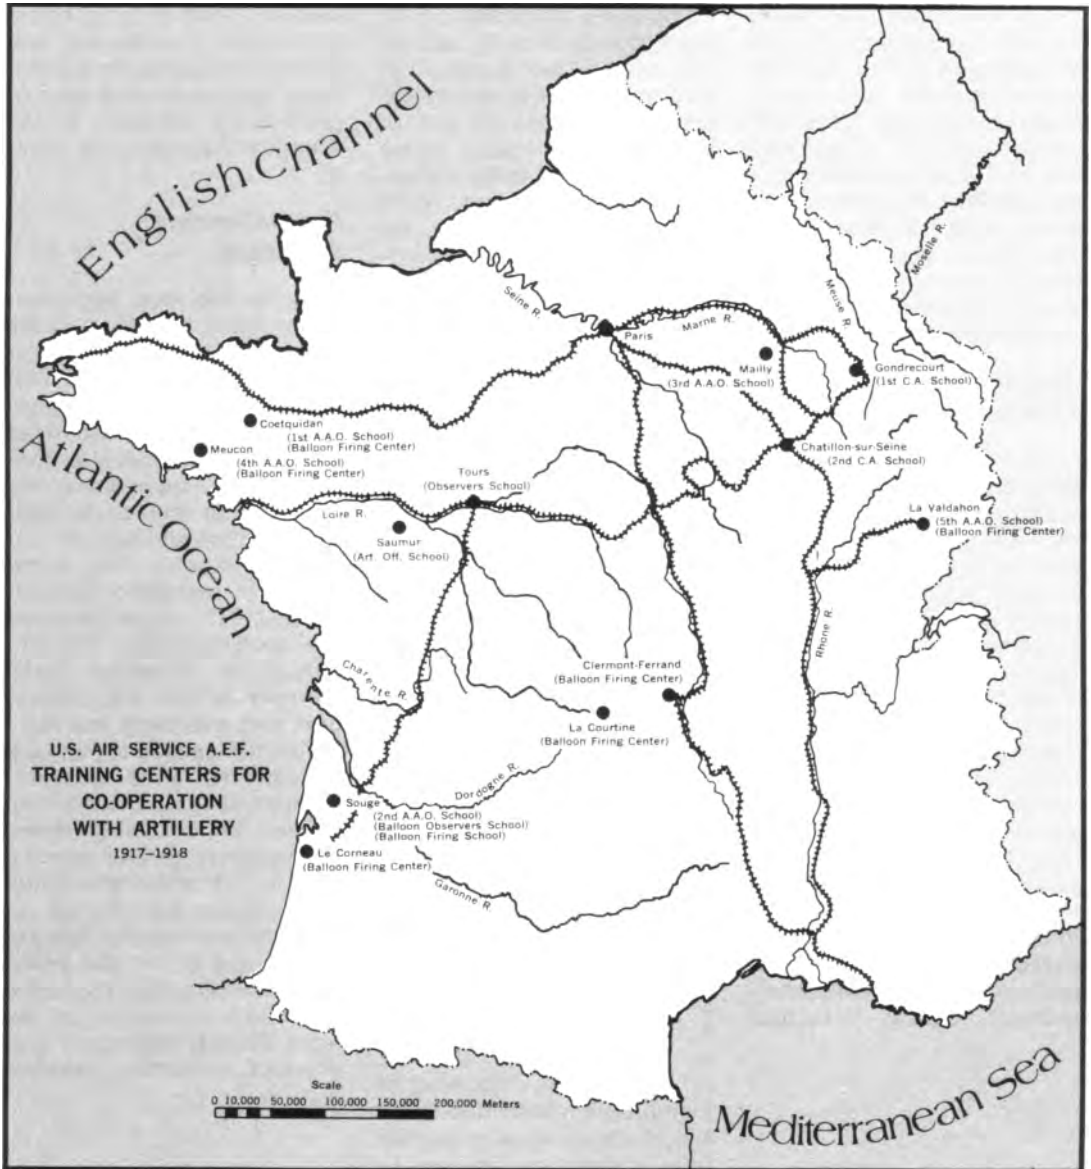 English Channel
Moselle R.
Seine R.
Meuse R.
Marne R.
Paris
Mailly
(3rd A.A.O. School)
Gondrecourt
(1st C.A. School)
Coetquidan
(1st A.A.O. School)
(Balloon Firing Center)
Meucon
(4th A.A.O. School)
(Balloon Firing Center)
Chatillon-sur-Seine
(2nd C.A. School)
Atlantic Ocean
Tours
(Observers School)
Loire R.
La Valdahon
(5th A.A.O. School)
(Balloon Firing Center)
Saumur
(Art. Off. School)
Rhone R.
Charente R.
Clermont-Ferrand
(Balloon Firing Center)
La Courtine
(Balloon Firing Center)
U.S. AIR SERVICE A.E.F.
TRAINING CENTERS FOR
CO-OPERATION
WITH ARTILLERY
1917–1918
Dordogne R.
Souge
(2nd A.A.O. School)
(Balloon Observers School)
(Balloon Firing School)
Le Corneau
(Balloon Firing Center)
Garonne R.
Scale
0 10,000 50,000 100,000 150,000 200,000 Meters
Mediterranean Sea